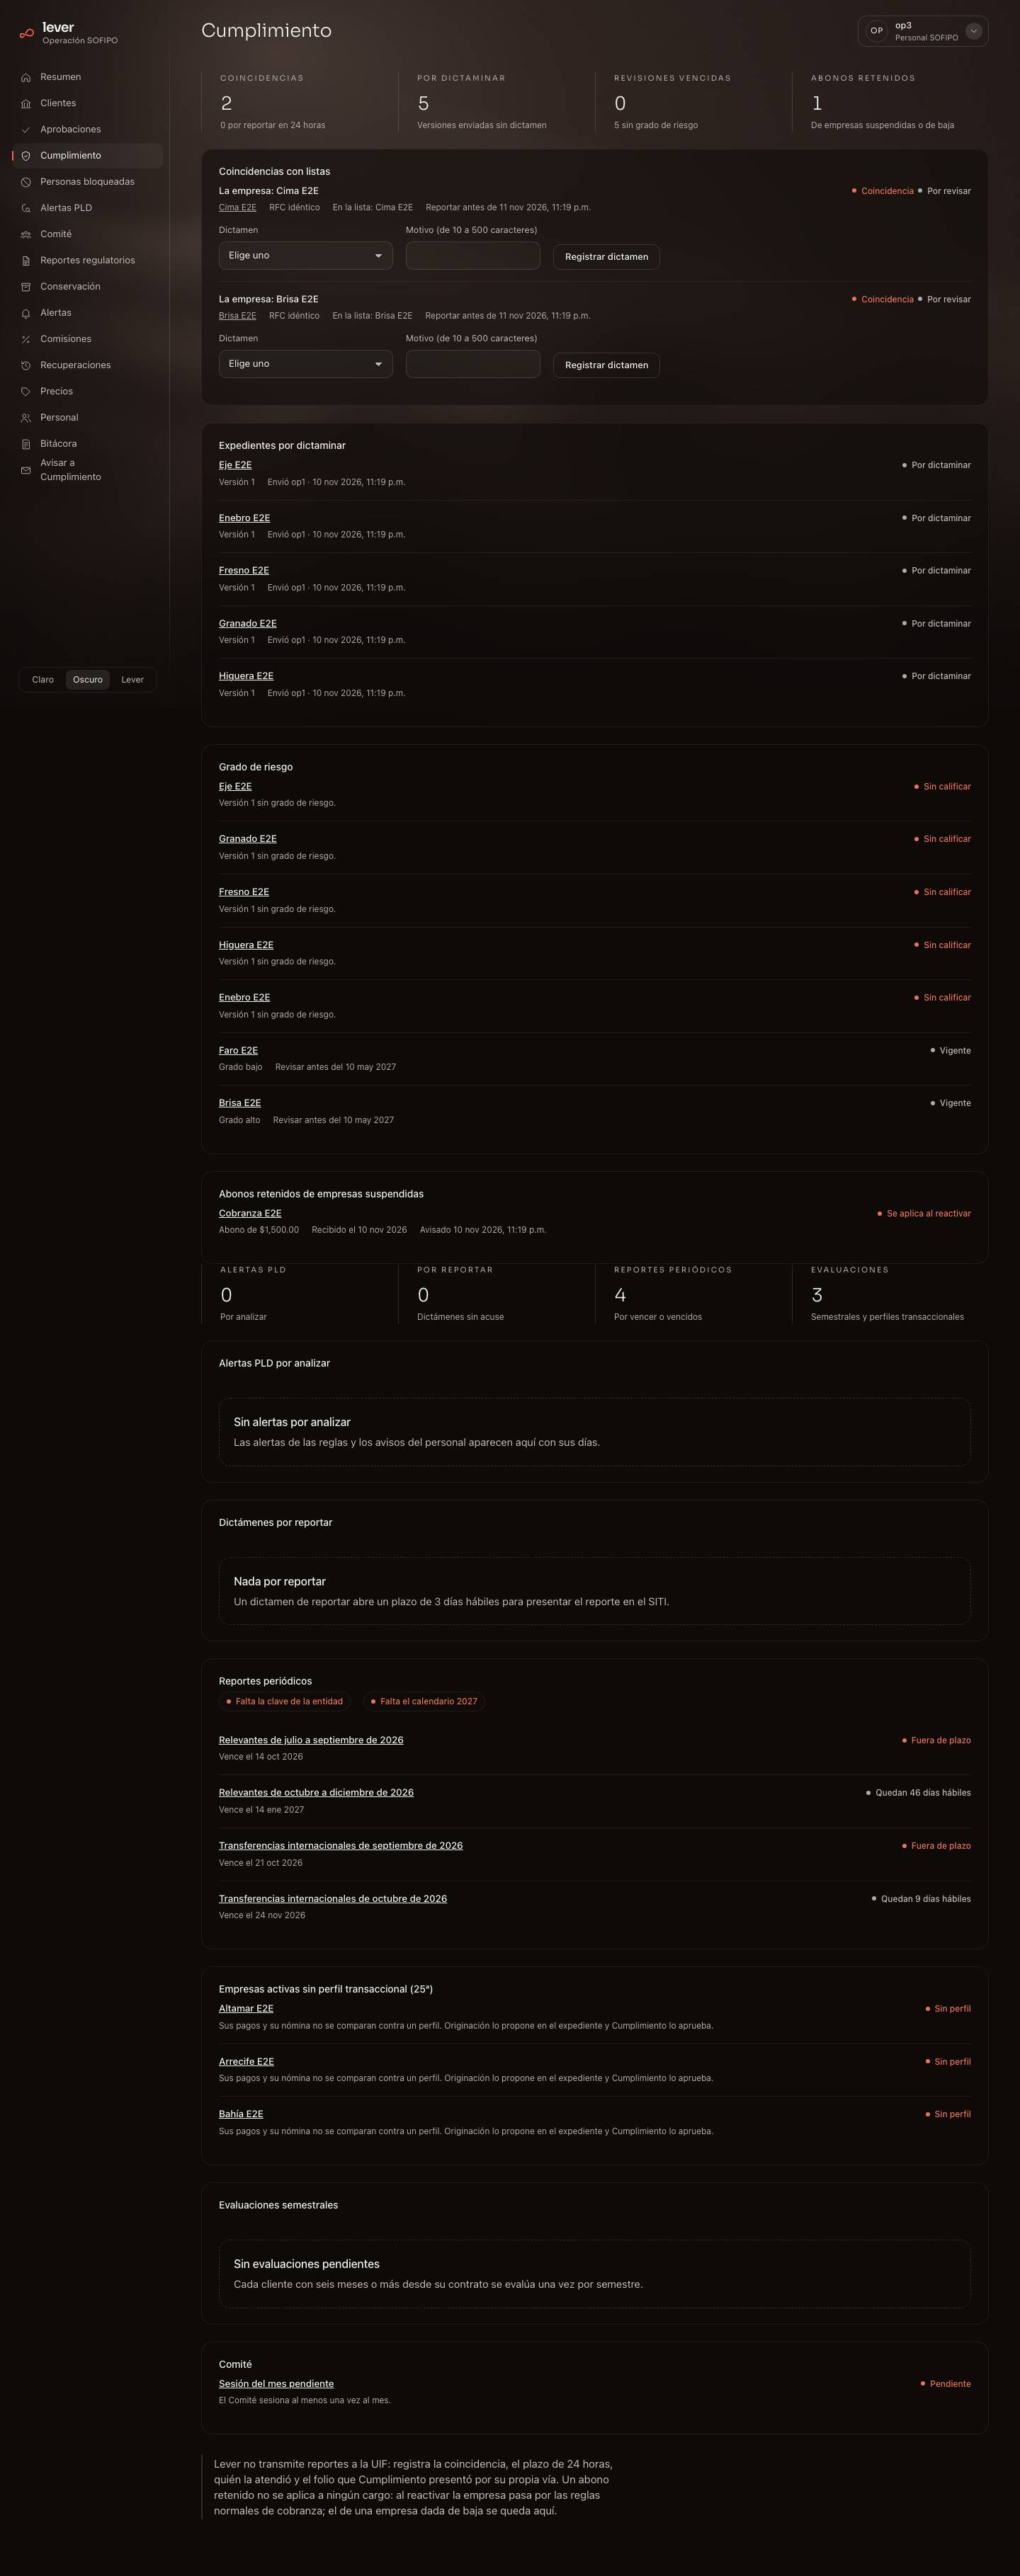 lever
Operación SOFIPO
Resumen
Clientes
Aprobaciones
Cumplimiento
Personas bloqueadas
Alertas PLD
Comité
Reportes regulatorios
Conservación
Alertas
Comisiones
Recuperaciones
Precios
Personal
Bitácora
Avisar a
Cumplimiento
Claro Oscuro Lever
Cumplimiento
OP
op3
Personal SOFIPO
COINCIDENCIAS
2
0 por reportar en 24 horas
POR DICTAMINAR
5
Versiones enviadas sin dictamen
REVISIONES VENCIDAS
0
5 sin grado de riesgo
ABONOS RETENIDOS
1
De empresas suspendidas o de baja
Coincidencias con listas
La empresa: Cima E2E
Coincidencia Por revisar
Cima E2E RFC idéntico En la lista: Cima E2E Reportar antes de 11 nov 2026, 11:19 p.m.
Dictamen Motivo (de 10 a 500 caracteres)
Elige uno Registrar dictamen
La empresa: Brisa E2E
Coincidencia Por revisar
Brisa E2E RFC idéntico En la lista: Brisa E2E Reportar antes de 11 nov 2026, 11:19 p.m.
Dictamen Motivo (de 10 a 500 caracteres)
Elige uno Registrar dictamen
Expedientes por dictaminar
Eje E2E Por dictaminar
Versión 1 Envió op1 · 10 nov 2026, 11:19 p.m.
Enebro E2E Por dictaminar
Versión 1 Envió op1 · 10 nov 2026, 11:19 p.m.
Fresno E2E Por dictaminar
Versión 1 Envió op1 · 10 nov 2026, 11:19 p.m.
Granado E2E Por dictaminar
Versión 1 Envió op1 · 10 nov 2026, 11:19 p.m.
Higuera E2E Por dictaminar
Versión 1 Envió op1 · 10 nov 2026, 11:19 p.m.
Grado de riesgo
Eje E2E Sin calificar
Versión 1 sin grado de riesgo.
Granado E2E Sin calificar
Versión 1 sin grado de riesgo.
Fresno E2E Sin calificar
Versión 1 sin grado de riesgo.
Higuera E2E Sin calificar
Versión 1 sin grado de riesgo.
Enebro E2E Sin calificar
Versión 1 sin grado de riesgo.
Faro E2E Vigente
Grado bajo Revisar antes del 10 may 2027
Brisa E2E Vigente
Grado alto Revisar antes del 10 may 2027
Abonos retenidos de empresas suspendidas
Cobranza E2E Se aplica al reactivar
Abono de $1,500.00 Recibido el 10 nov 2026 Avisado 10 nov 2026, 11:19 p.m.
ALERTAS PLD
0
Por analizar
POR REPORTAR
0
Dictámenes sin acuse
REPORTES PERIÓDICOS
4
Por vencer o vencidos
EVALUACIONES
3
Semestrales y perfiles transaccionales
Alertas PLD por analizar
Sin alertas por analizar
Las alertas de las reglas y los avisos del personal aparecen aquí con sus días.
Dictámenes por reportar
Nada por reportar
Un dictamen de reportar abre un plazo de 3 días hábiles para presentar el reporte en el SITI.
Reportes periódicos
Falta la clave de la entidad Falta el calendario 2027
Relevantes de julio a septiembre de 2026 Fuera de plazo
Vence el 14 oct 2026
Relevantes de octubre a diciembre de 2026 Quedan 46 días hábiles
Vence el 14 ene 2027
Transferencias internacionales de septiembre de 2026 Fuera de plazo
Vence el 21 oct 2026
Transferencias internacionales de octubre de 2026 Quedan 9 días hábiles
Vence el 24 nov 2026
Empresas activas sin perfil transaccional (25ª)
Altamar E2E Sin perfil
Sus pagos y su nómina no se comparan contra un perfil. Originación lo propone en el expediente y Cumplimiento lo aprueba.
Arrecife E2E Sin perfil
Sus pagos y su nómina no se comparan contra un perfil. Originación lo propone en el expediente y Cumplimiento lo aprueba.
Bahía E2E Sin perfil
Sus pagos y su nómina no se comparan contra un perfil. Originación lo propone en el expediente y Cumplimiento lo aprueba.
Evaluaciones semestrales
Sin evaluaciones pendientes
Cada cliente con seis meses o más desde su contrato se evalúa una vez por semestre.
Comité
Sesión del mes pendiente Pendiente
El Comité sesiona al menos una vez al mes.
Lever no transmite reportes a la UIF: registra la coincidencia, el plazo de 24 horas,
quién la atendió y el folio que Cumplimiento presentó por su propia vía. Un abono
retenido no se aplica a ningún cargo: al reactivar la empresa pasa por las reglas
normales de cobranza; el de una empresa dada de baja se queda aquí.